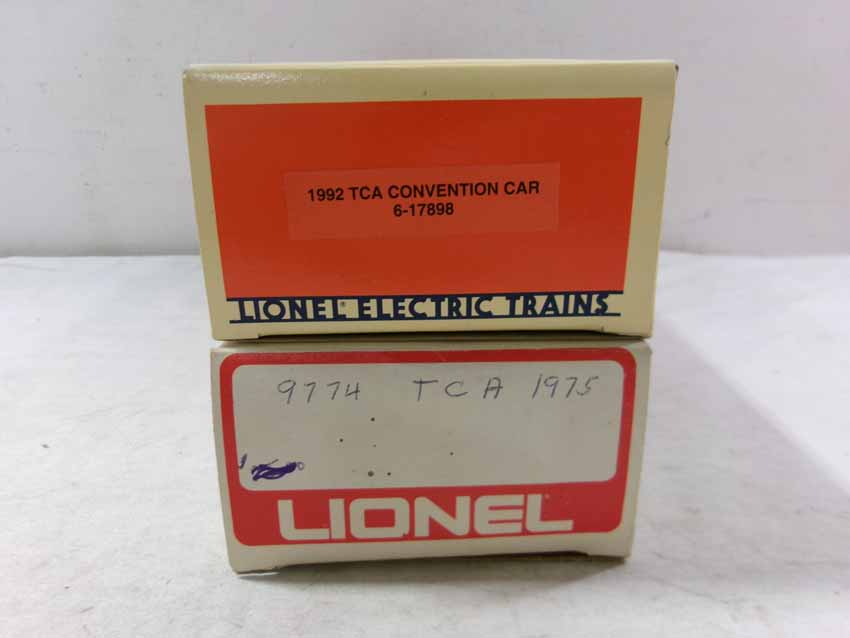 1992 TCA CONVENTION CAR
6-17898
LIONEL® ELECTRIC TRAINS
9774 TCA 1975
LIONEL